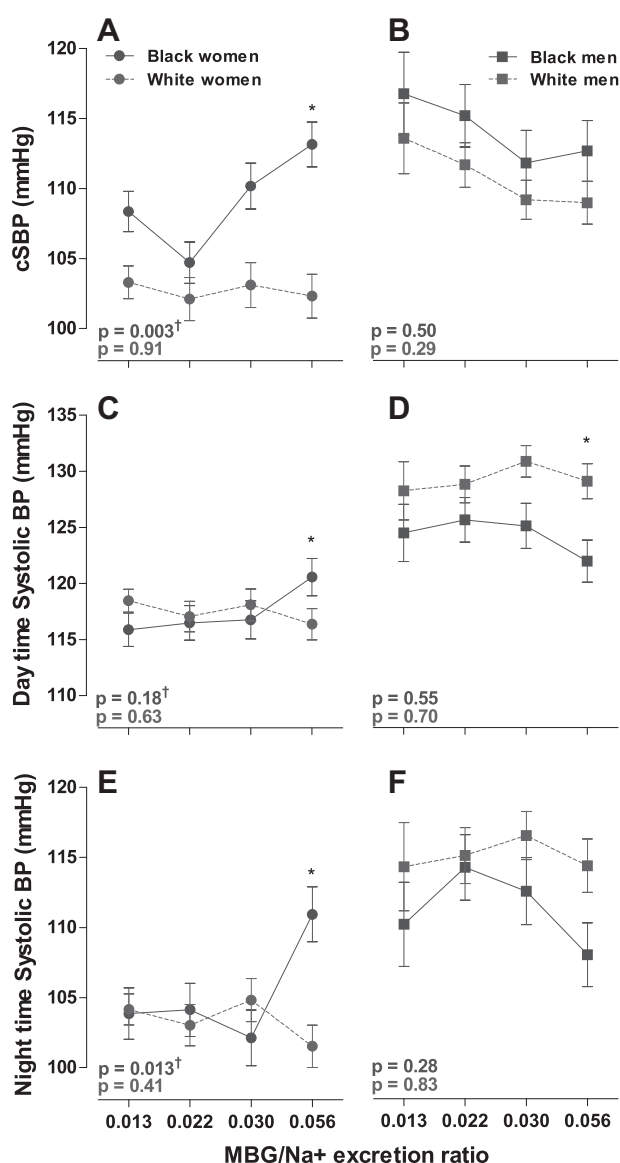 A
B
Black women
White women
Black men
White men
cSBP (mmHg)
120
115
110
105
100
*
p = 0.003†
p = 0.91
p = 0.50
p = 0.29
C
D
Day time Systolic BP (mmHg)
135
130
125
120
115
110
*
*
p = 0.18†
p = 0.63
p = 0.55
p = 0.70
E
F
Night time Systolic BP (mmHg)
120
115
110
105
100
*
p = 0.013†
p = 0.41
p = 0.28
p = 0.83
0.013 0.022 0.030 0.056
0.013 0.022 0.030 0.056
MBG/Na+ excretion ratio